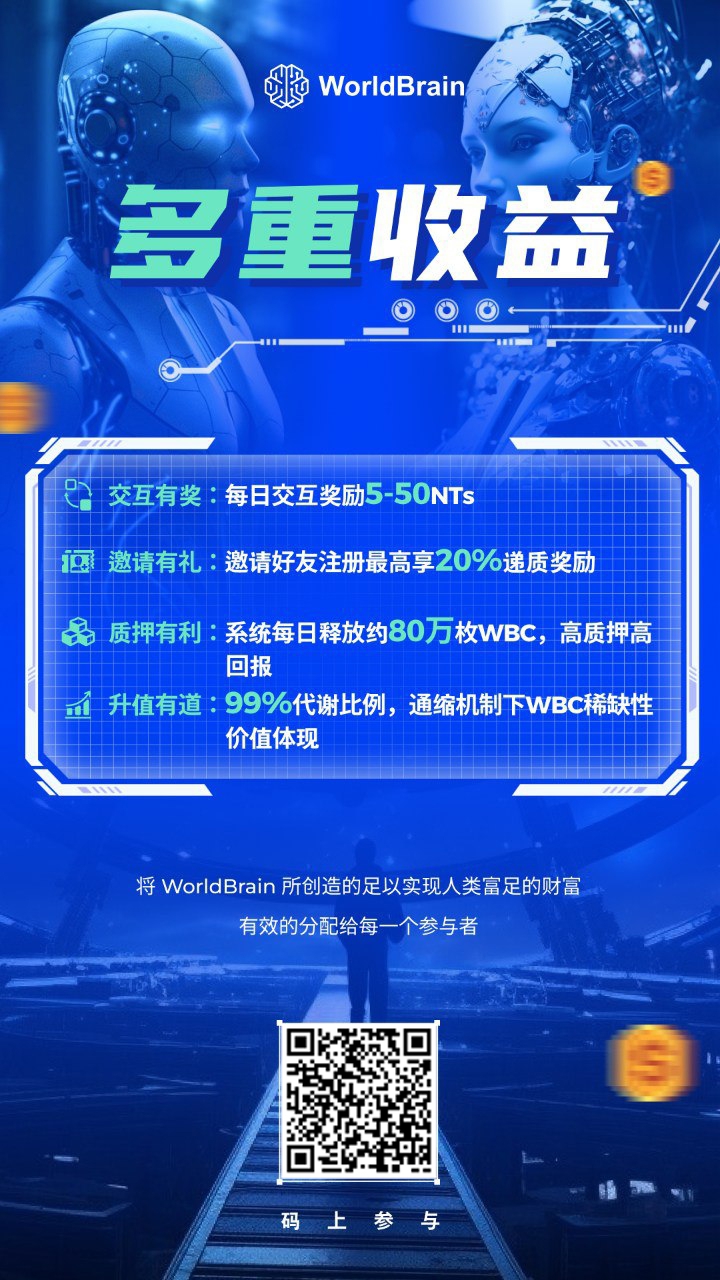 WorldBrain
多重收益
交互有奖：每日交互奖励5-50NTs
邀请有礼：邀请好友注册最高享20%递质奖励
质押有利：系统每日释放约80万枚WBC，高质押高
回报
升值有道：99%代谢比例，通缩机制下WBC稀缺性
价值体现
将 WorldBrain 所创造的足以实现人类富足的财富
有效的分配给每一个参与者
码上参与